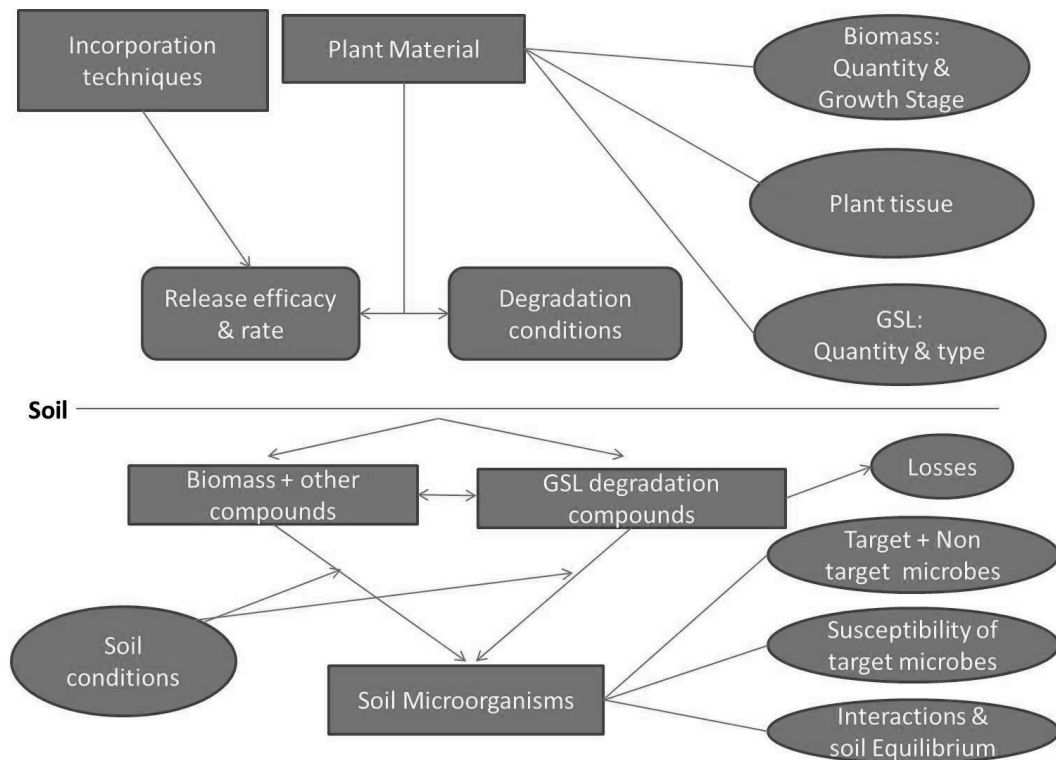 Incorporation
techniques
Plant Material
Biomass:
Quantity &
Growth Stage
Plant tissue
Release efficacy
& rate
Degradation
conditions
GSL:
Quantity & type
Soil
Biomass + other
compounds
GSL degradation
compounds
Losses
Target + Non
target microbes
Soil
conditions
Susceptibility of
target microbes
Soil Microorganisms
Interactions &
soil Equilibrium